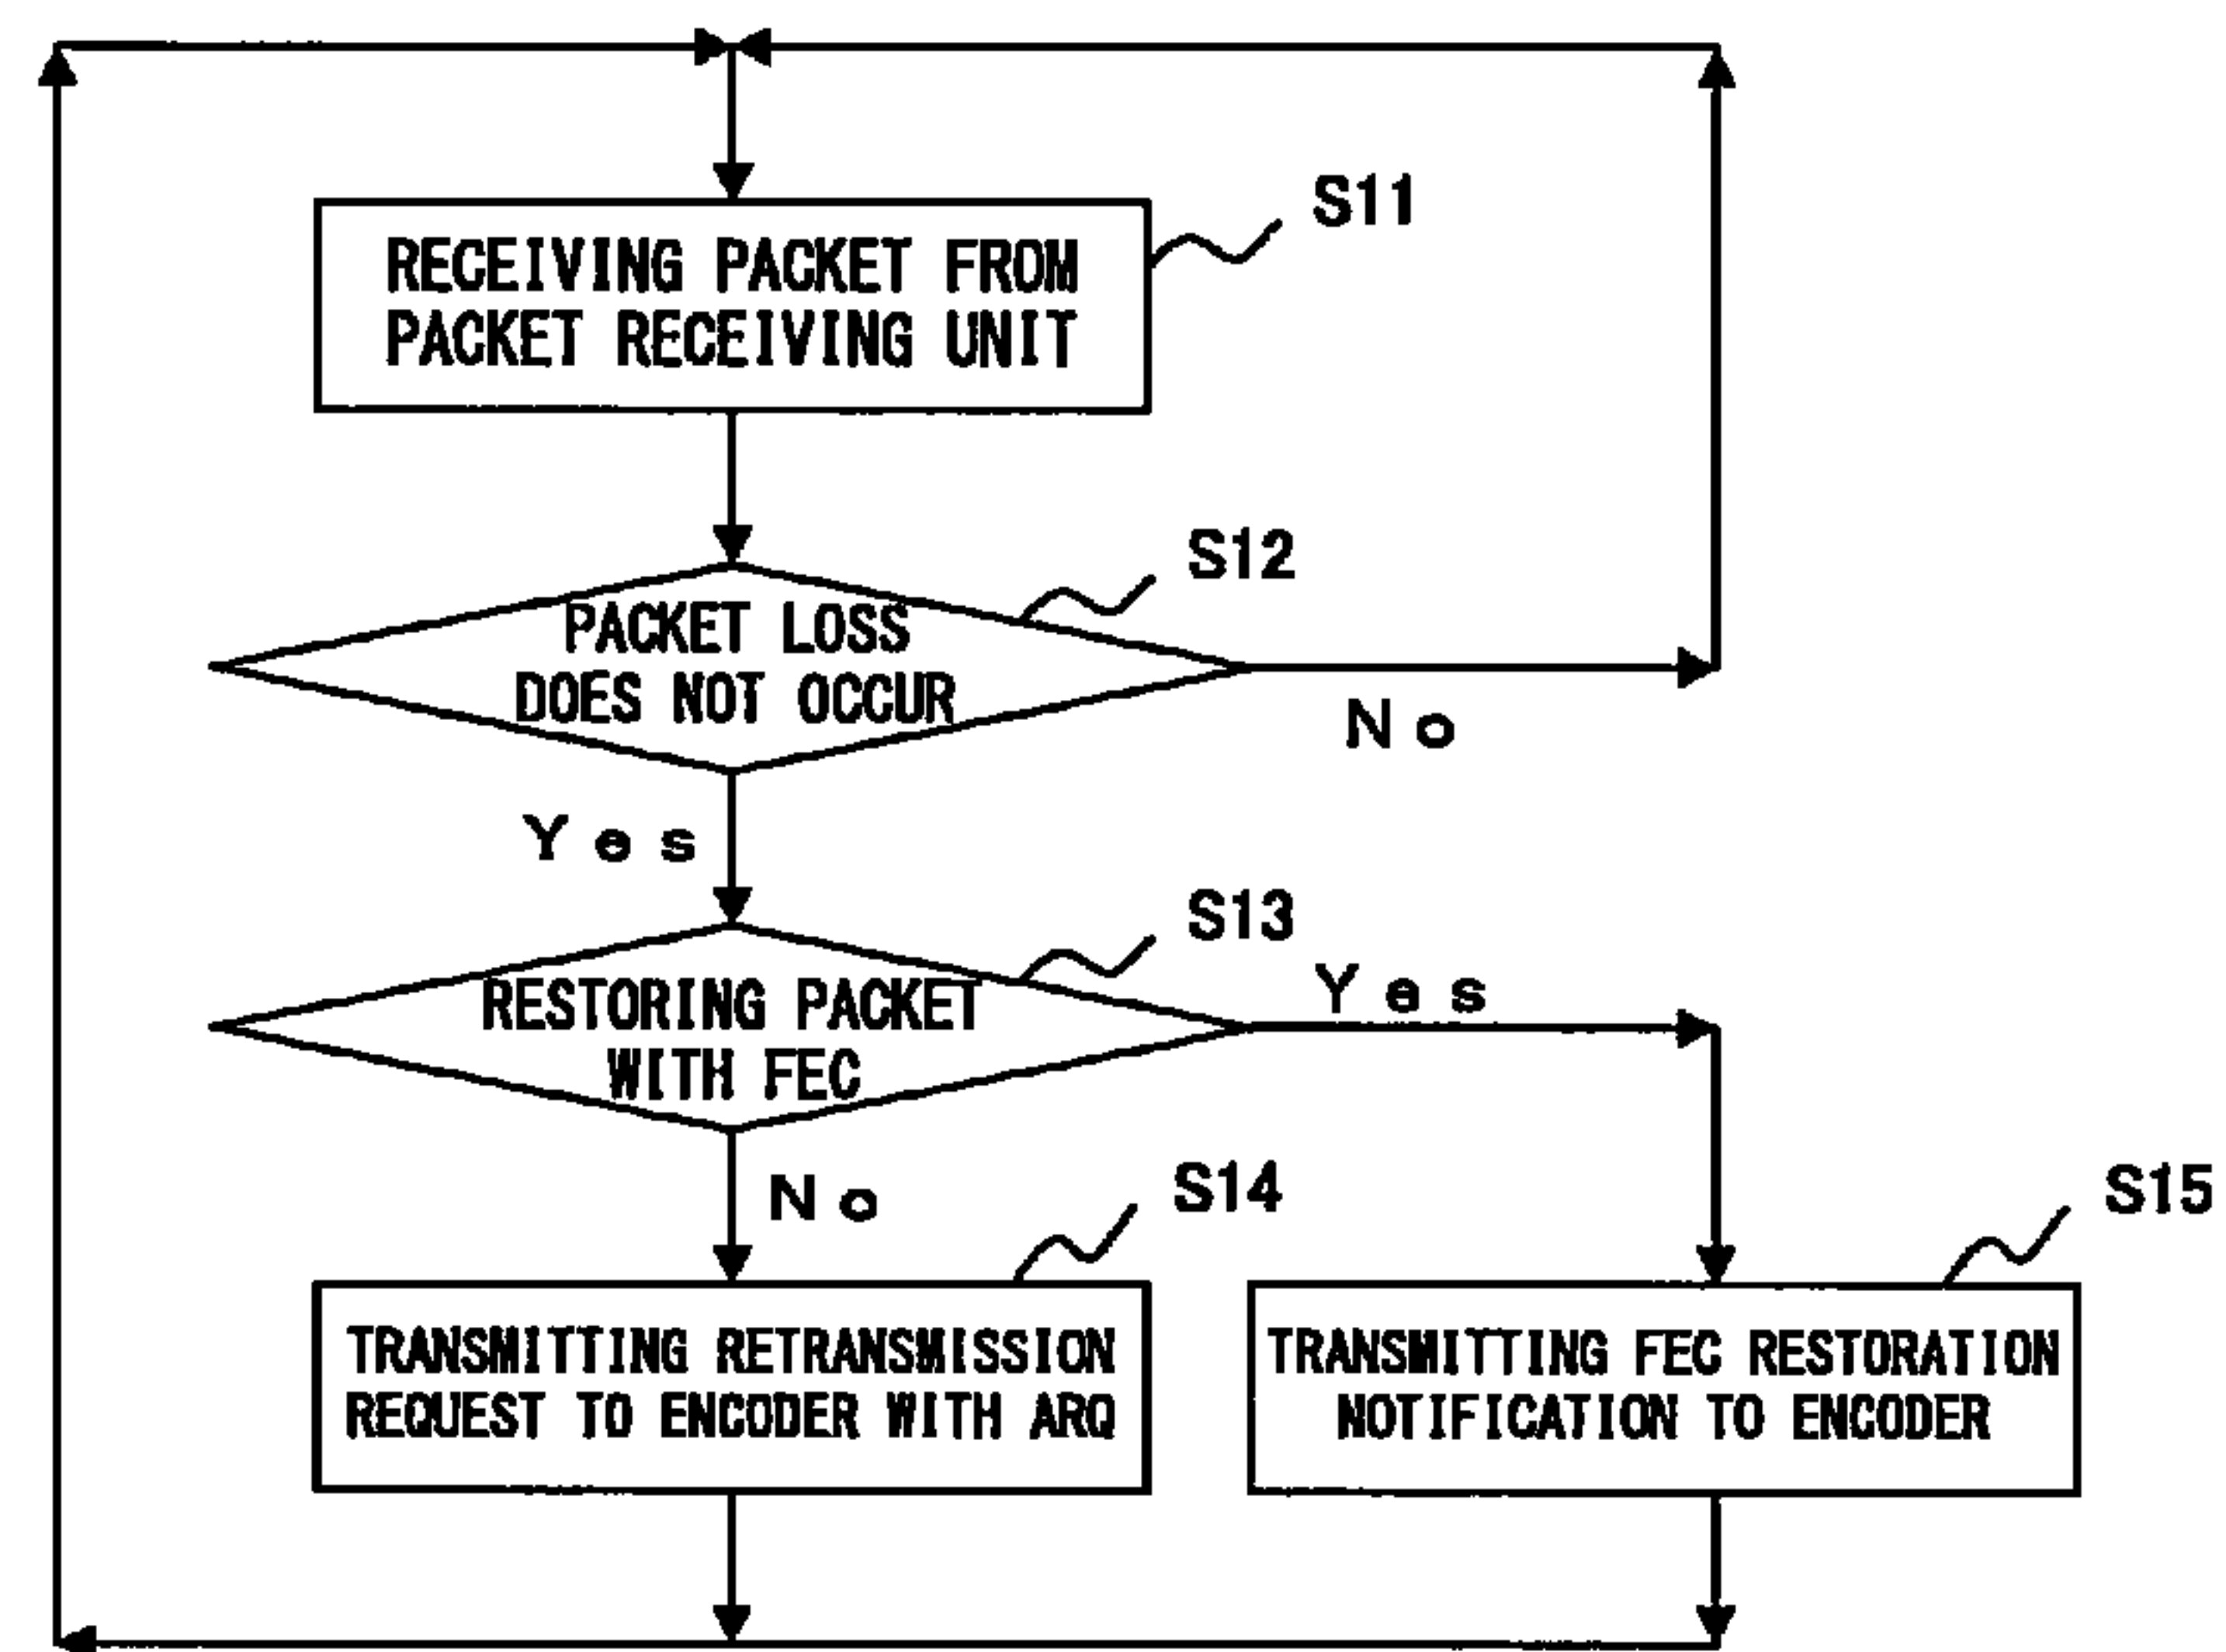 S11
RECEIVING PACKET FROM
PACKET RECEIVING UNIT
S12
PACKET LOSS
DOES NOT OCCUR
No
Yes
S13
RESTORING PACKET
WITH FEC
Yes
No
S14
S15
TRANSMITTING RETRANSMISSION
REQUEST TO ENCODER WITH ARQ
TRANSMITTING FEC RESTORATION
NOTIFICATION TO ENCODER